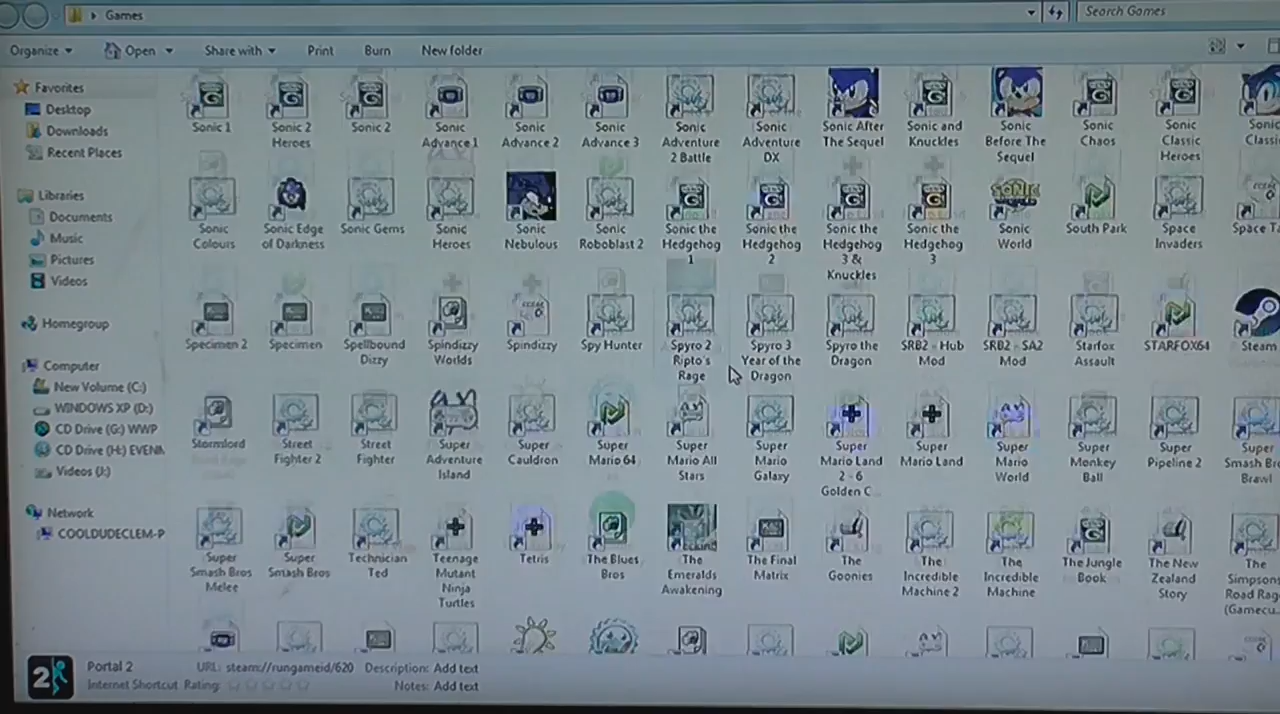 Games
Search Games
Organize
Open
Share with
Print
Burn
New folder
Favorites
Desktop
Downloads
Recent Places
Libraries
Documents
Music
Pictures
Videos
Homegroup
Computer
New Volume (C:)
WINDOWS XP (D:)
CD Drive (G:) WWP
CD Drive (H:) EVENN
Videos (J:)
Network
COOLDUDECLEM-P
Sonic 1
Sonic 2
Heroes
Sonic 2
Sonic
Advance 1
Sonic
Advance 2
Sonic
Advance 3
Sonic
Adventure
2 Battle
Sonic
Adventure
DX
Sonic After
The Sequel
Sonic and
Knuckles
Sonic
Before The
Sequel
Sonic
Chaos
Sonic
Classic
Heroes
Sonic
Classi
Sonic
Colours
Sonic Edge
of Darkness
Sonic Gems
Sonic
Heroes
Sonic
Nebulous
Sonic
Roboblast 2
Sonic the
Hedgehog
1
Sonic the
Hedgehog
2
Sonic the
Hedgehog
3 &
Knuckles
Sonic the
Hedgehog
3
Sonic
World
South Park
Space
Invaders
Space Ta
Specimen 2
Specimen
Spellbound
Dizzy
Spindizzy
Worlds
Spindizzy
Spy Hunter
Spyro 2
Ripto's
Rage
Spyro 3
Year of the
Dragon
Spyro the
Dragon
SRB2 - Hub
Mod
SRB2 - SA2
Mod
Starfox
Assault
STARFOX64
Steam
Stormlord
Street
Fighter 2
Street
Fighter
Super
Adventure
Island
Super
Cauldron
Super
Mario 64
Super
Mario All
Stars
Super
Mario
Galaxy
Super
Mario Land
2 - 6
Golden C...
Super
Mario Land
Super
Mario
World
Super
Monkey
Ball
Super
Pipeline 2
Super
Smash Bro
Brawl
Super
Smash Bros
Melee
Super
Smash Bros
Technician
Ted
Teenage
Mutant
Ninja
Turtles
Tetris
The Blues
Bros
The
Emeralds
Awakening
The Final
Matrix
The
Goonies
The
Incredible
Machine 2
The
Incredible
Machine
The Jungle
Book
The New
Zealand
Story
The
Simpsons
Road Rag
(Gamecu...
2
Portal 2
URL: steam://rungameid/620
Description: Add text
Internet Shortcut
Rating:
Notes: Add text